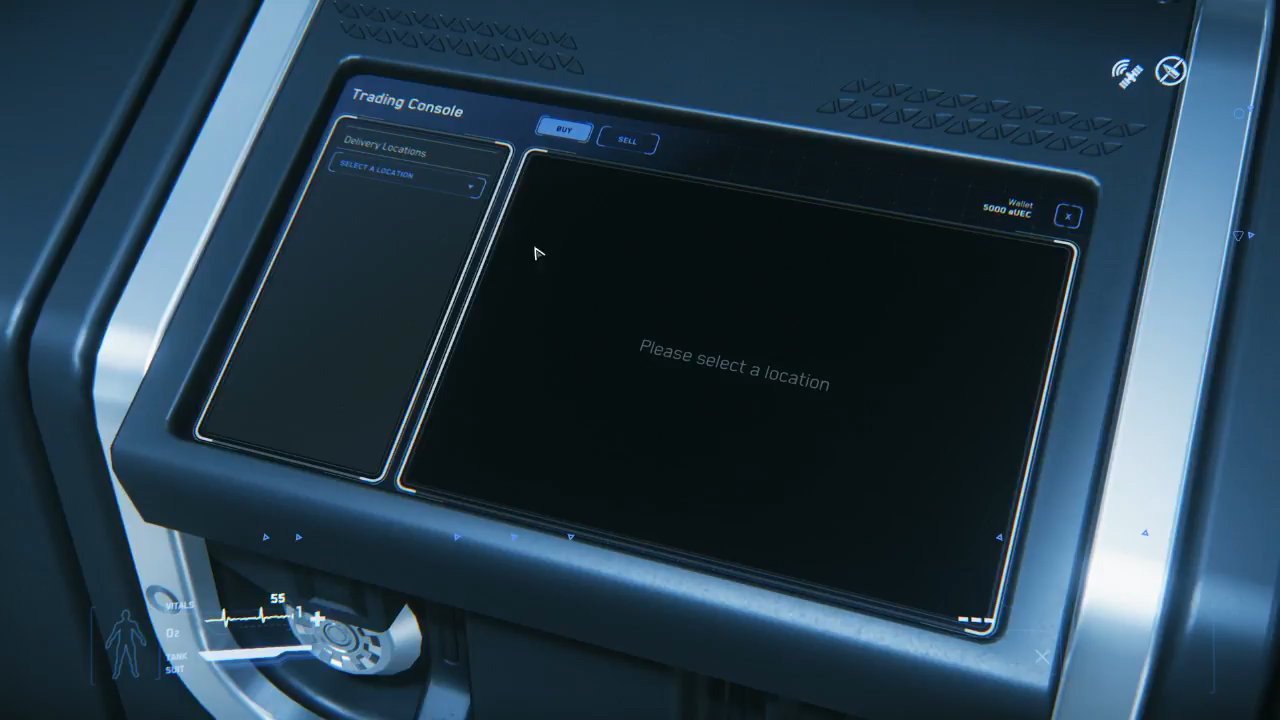 Trading Console
BUY
SELL
Delivery Locations
SELECT A LOCATION
Wallet
5000 aUEC
x
Please select a location
55
1
VITALS
O2
TANK
SUIT